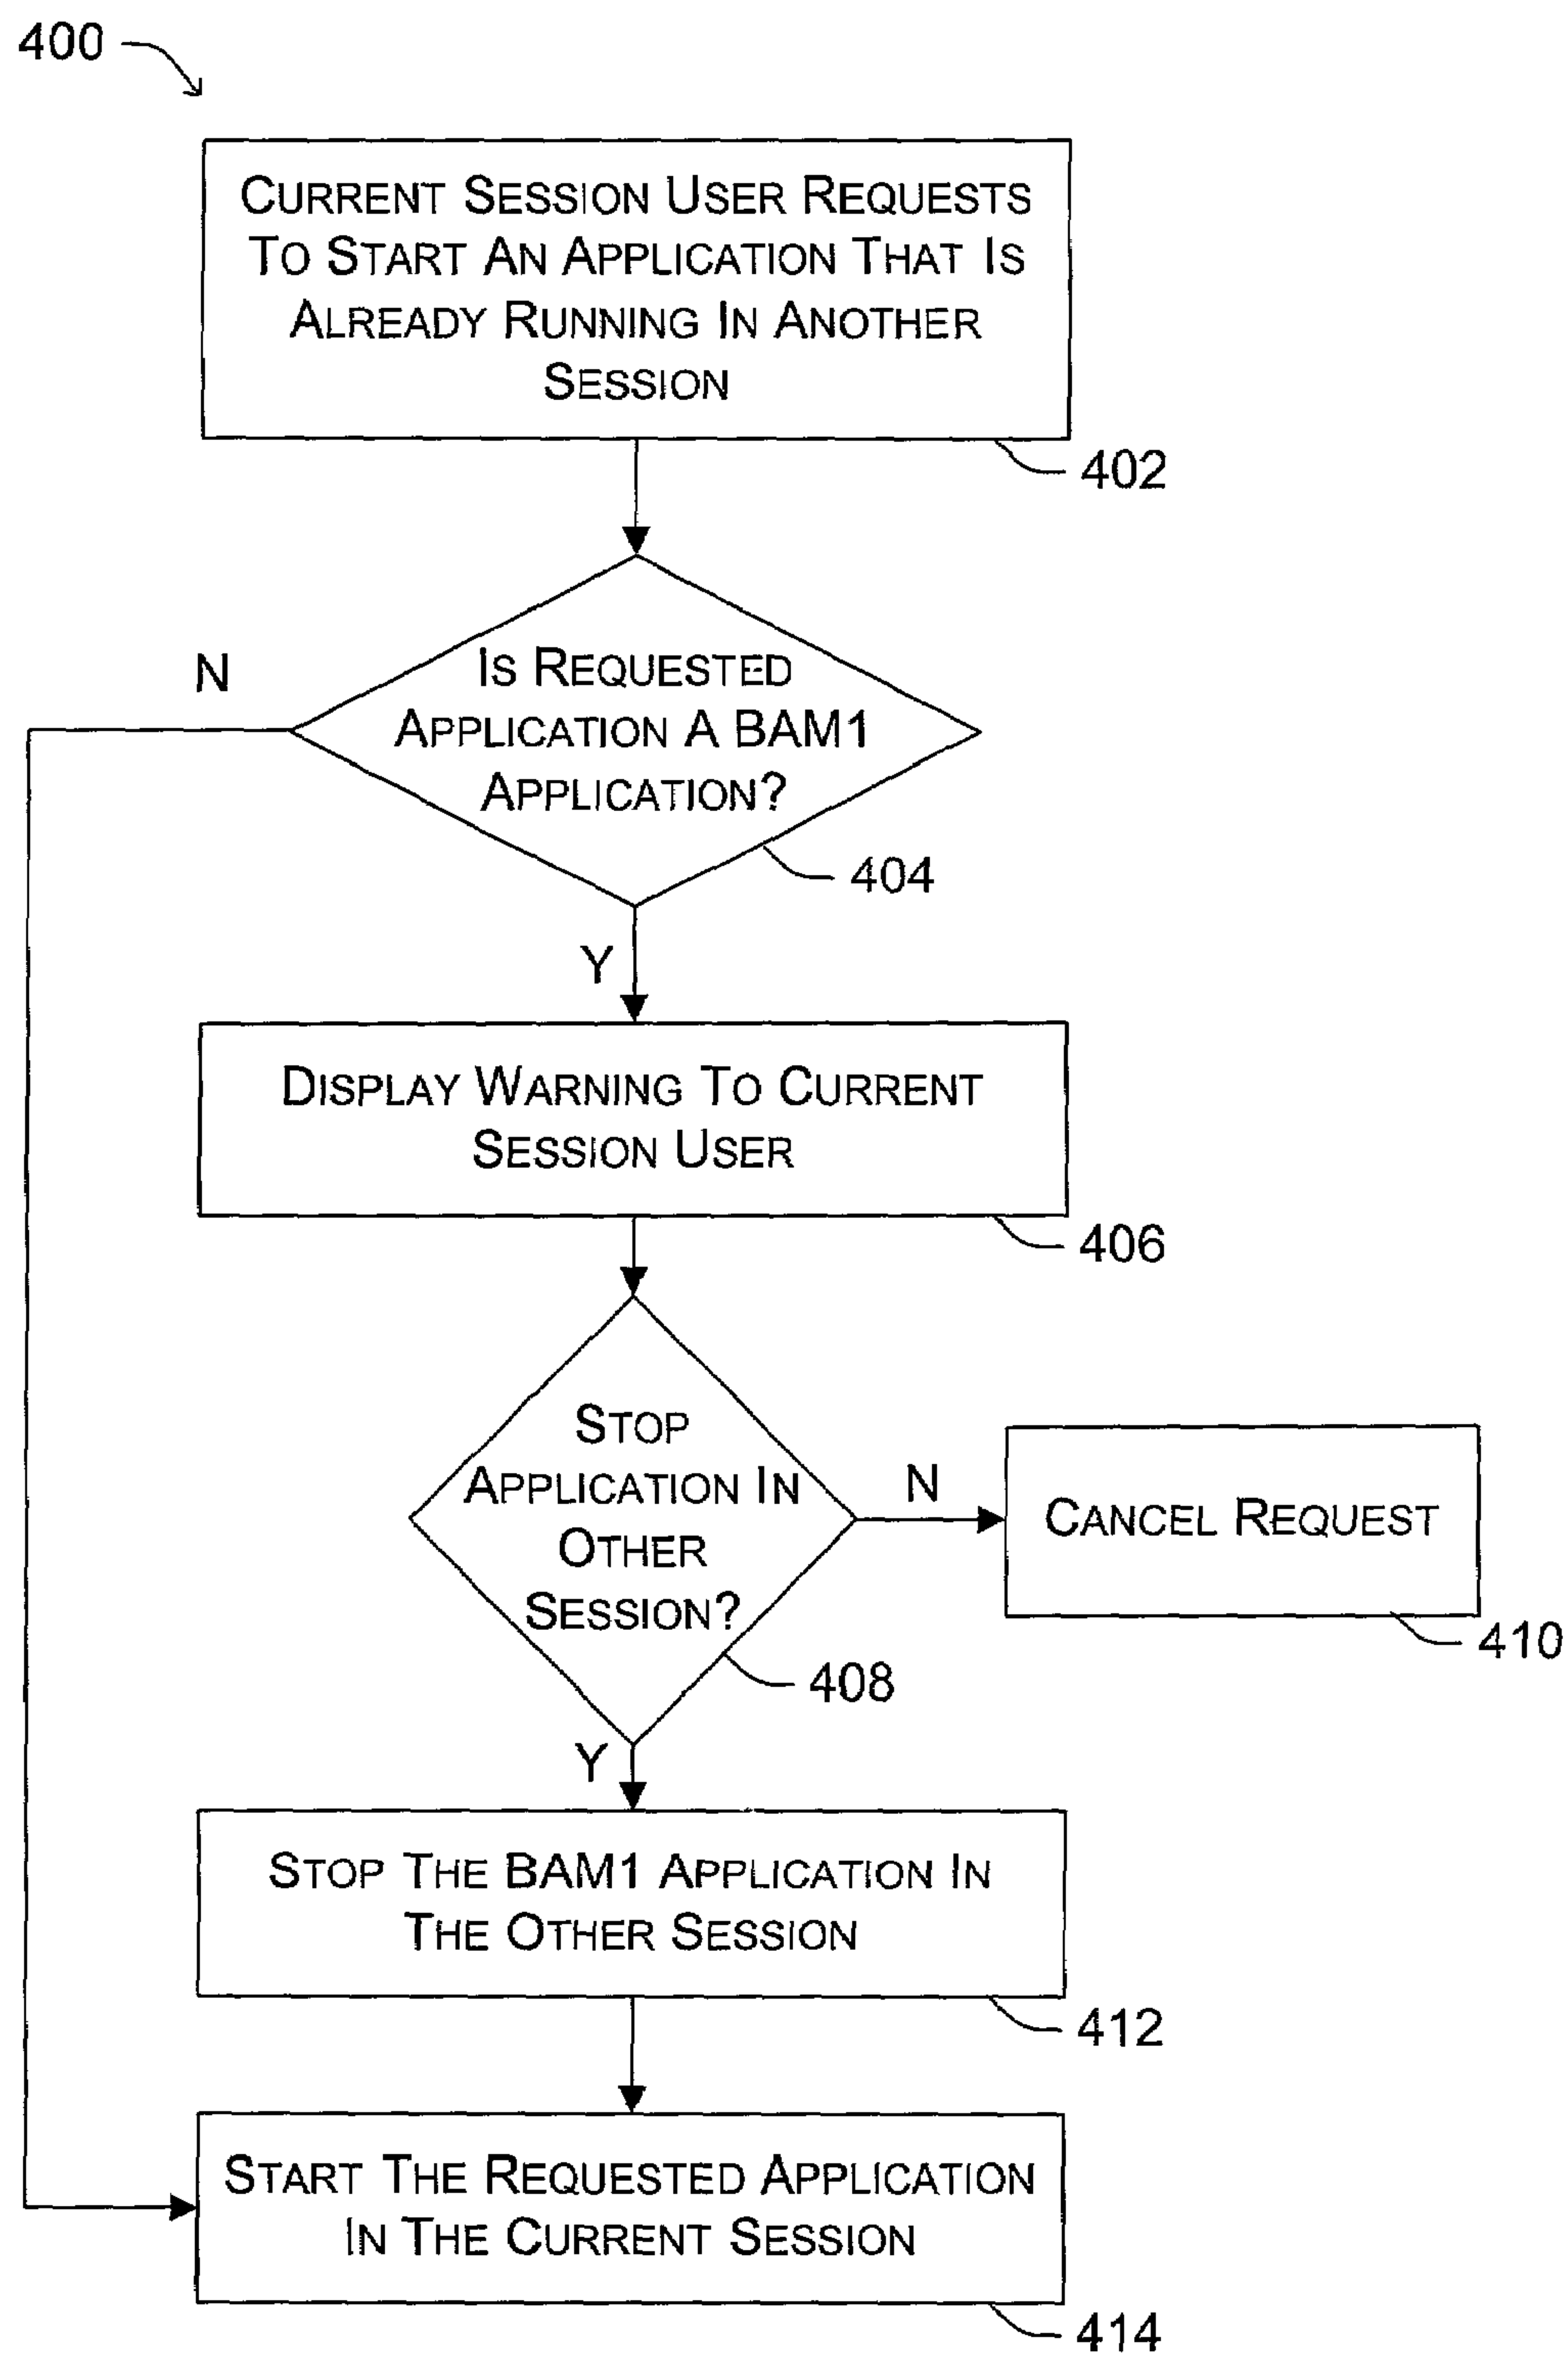 400
CURRENT SESSION USER REQUESTS
TO START AN APPLICATION THAT IS
ALREADY RUNNING IN ANOTHER
SESSION
402
N
IS REQUESTED
APPLICATION A BAM1
APPLICATION?
404
Y
DISPLAY WARNING TO CURRENT
SESSION USER
406
STOP
APPLICATION IN
OTHER
SESSION?
408
N
CANCEL REQUEST
410
Y
STOP THE BAM1 APPLICATION IN
THE OTHER SESSION
412
START THE REQUESTED APPLICATION
IN THE CURRENT SESSION
414